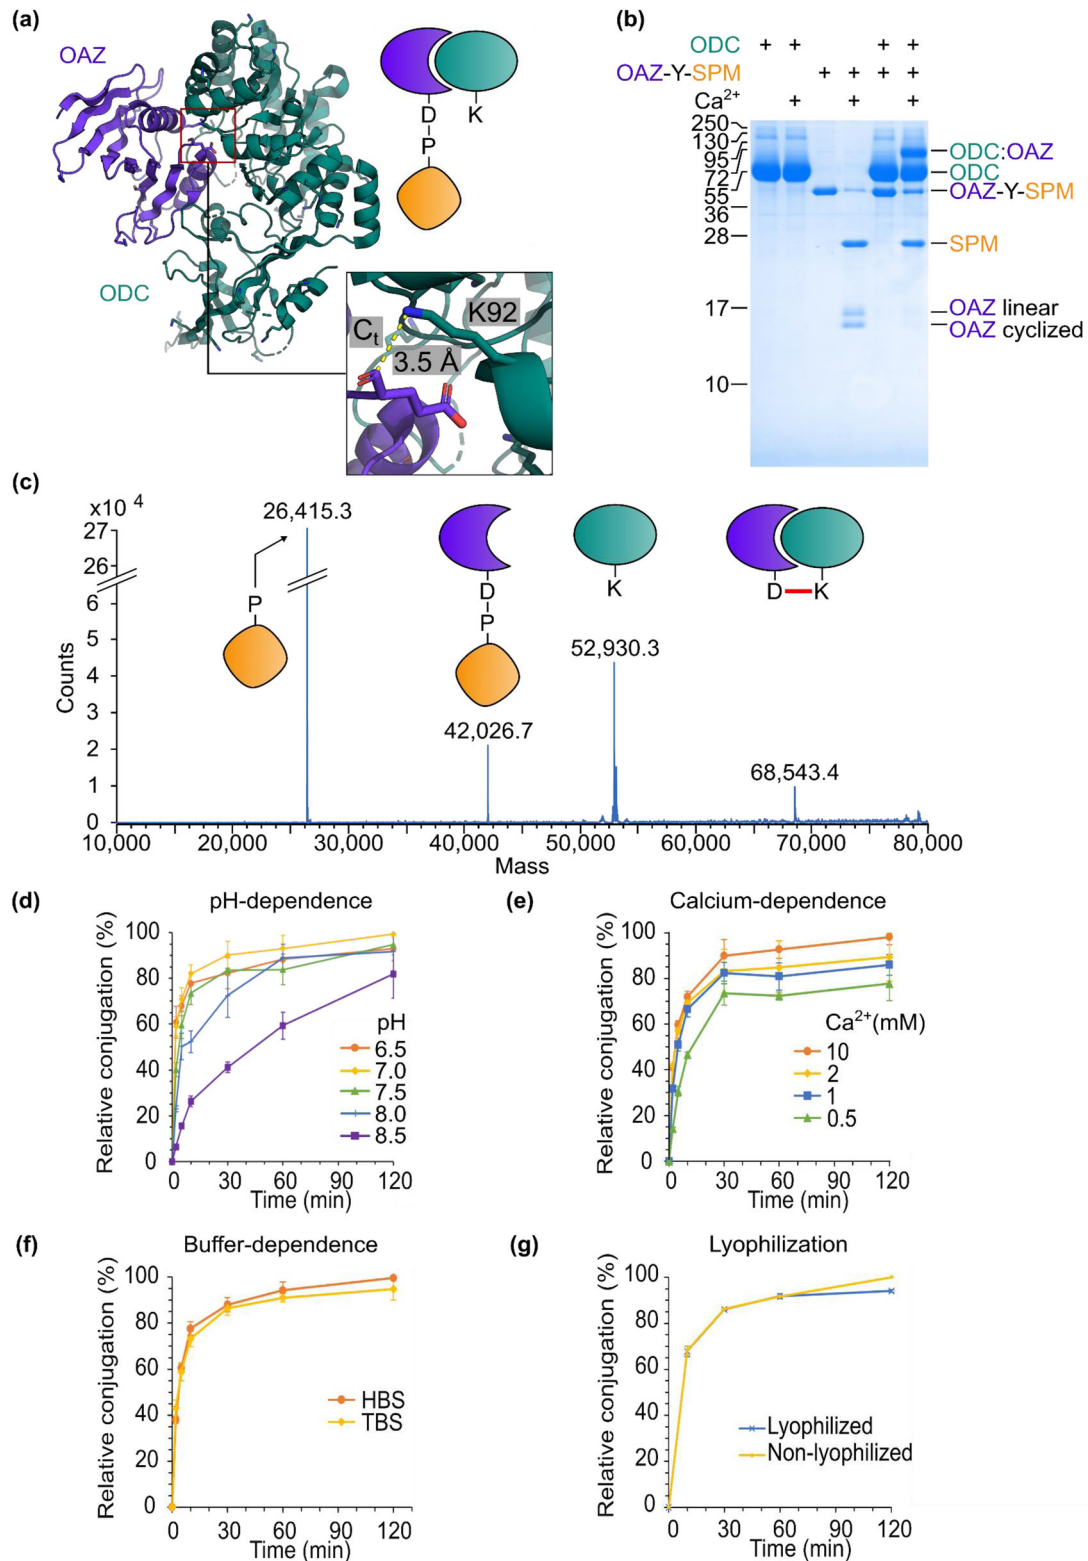 (a)
OAZ
ODC
D
P
K
C_t
K92
3.5 Å
(b)
ODC + + + +
OAZ-Y-SPM + + + +
Ca²⁺ + + +
250
130
95
72
55
36
28
17
10
ODC:OAZ
ODC
OAZ-Y-SPM
SPM
OAZ linear
OAZ cyclized
(c)
x10 ⁴
27
26
6
5
4
3
2
1
0
Counts
26,415.3
P
D
P
42,026.7
K
52,930.3
D K
68,543.4
10,000 20,000 30,000 40,000 50,000 60,000 70,000 80,000
Mass
(d)
pH-dependence
Relative conjugation (%)
100
80
60
40
20
0
pH
6.5
7.0
7.5
8.0
8.5
0 30 60 90 120
Time (min)
(e)
Calcium-dependence
Relative conjugation (%)
100
80
60
40
20
0
Ca²⁺(mM)
10
2
1
0.5
0 30 60 90 120
Time (min)
(f)
Buffer-dependence
Relative conjugation (%)
100
80
60
40
20
0
HBS
TBS
0 30 60 90 120
Time (min)
(g)
Lyophilization
Relative conjugation (%)
100
80
60
40
20
0
Lyophilized
Non-lyophilized
0 30 60 90 120
Time (min)